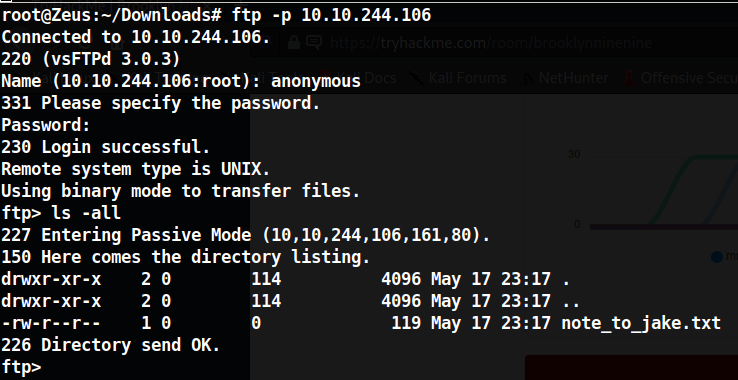 root@Zeus:~/Downloads# ftp -p 10.10.244.106
Connected to 10.10.244.106.
220 (vsFTPd 3.0.3)
Name (10.10.244.106:root): anonymous
331 Please specify the password.
Password:
230 Login successful.
Remote system type is UNIX.
Using binary mode to transfer files.
ftp> ls -all
227 Entering Passive Mode (10,10,244,106,161,80).
150 Here comes the directory listing.
drwxr-xr-x    2 0        114          4096 May 17 23:17 .
drwxr-xr-x    2 0        114          4096 May 17 23:17 ..
-rw-r--r--    1 0        0             119 May 17 23:17 note_to_jake.txt
226 Directory send OK.
ftp>
https://tryhackme.com/room/brooklynninenine
Docs Kali Forums NetHunter Offensive Secu
30
0